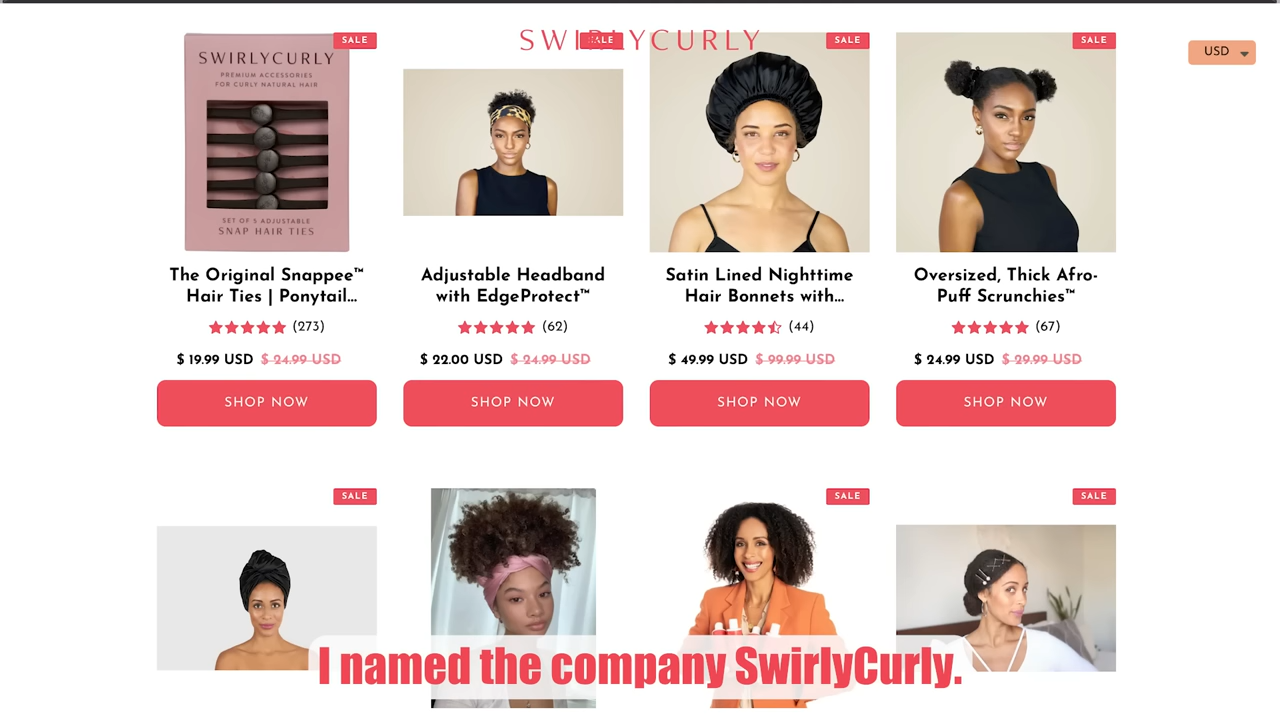 SWIRLYCURLY
USD
SALE
SALE
SALE
SALE
SWIRLYCURLY
PREMIUM ACCESSORIES
FOR CURLY NATURAL HAIR
SET OF 5 ADJUSTABLE
SNAP HAIR TIES
The Original Snappee™
Hair Ties | Ponytail...
(273)
$ 19.99 USD $ 24.99 USD
SHOP NOW
Adjustable Headband
with EdgeProtect™
(62)
$ 22.00 USD $ 24.99 USD
SHOP NOW
Satin Lined Nighttime
Hair Bonnets with...
(44)
$ 49.99 USD $ 99.99 USD
SHOP NOW
Oversized, Thick Afro-
Puff Scrunchies™
(67)
$ 24.99 USD $ 29.99 USD
SHOP NOW
SALE
SALE
SALE
I named the company SwirlyCurly.